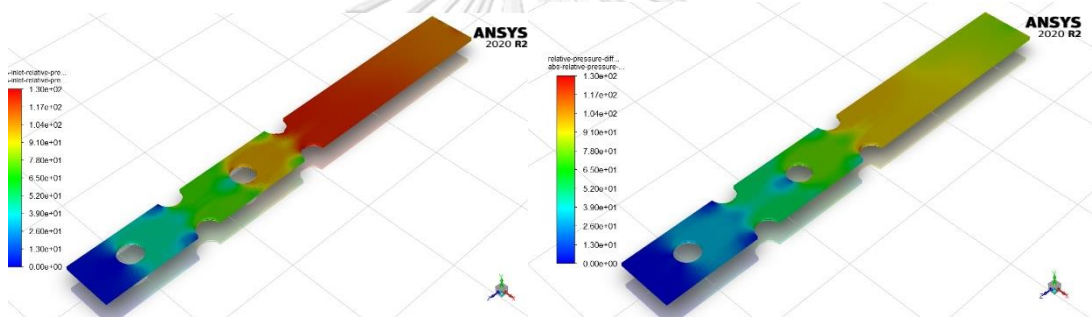 ANSYS
2020 R2
-inlet-relative-pre...
-inlet-relative-pre
1.30e+02
1.17e+02
1.04e+02
9.10e+01
7.80e+01
6.50e+01
5.20e+01
3.90e+01
2.60e+01
1.30e+01
0.00e+00
ANSYS
2020 R2
relative-pressure-diff...
abs-relative-pressure-...
1.30e+02
1.17e+02
1.04e+02
9.10e+01
7.80e+01
6.50e+01
5.20e+01
3.90e+01
2.60e+01
1.30e+01
0.00e+00